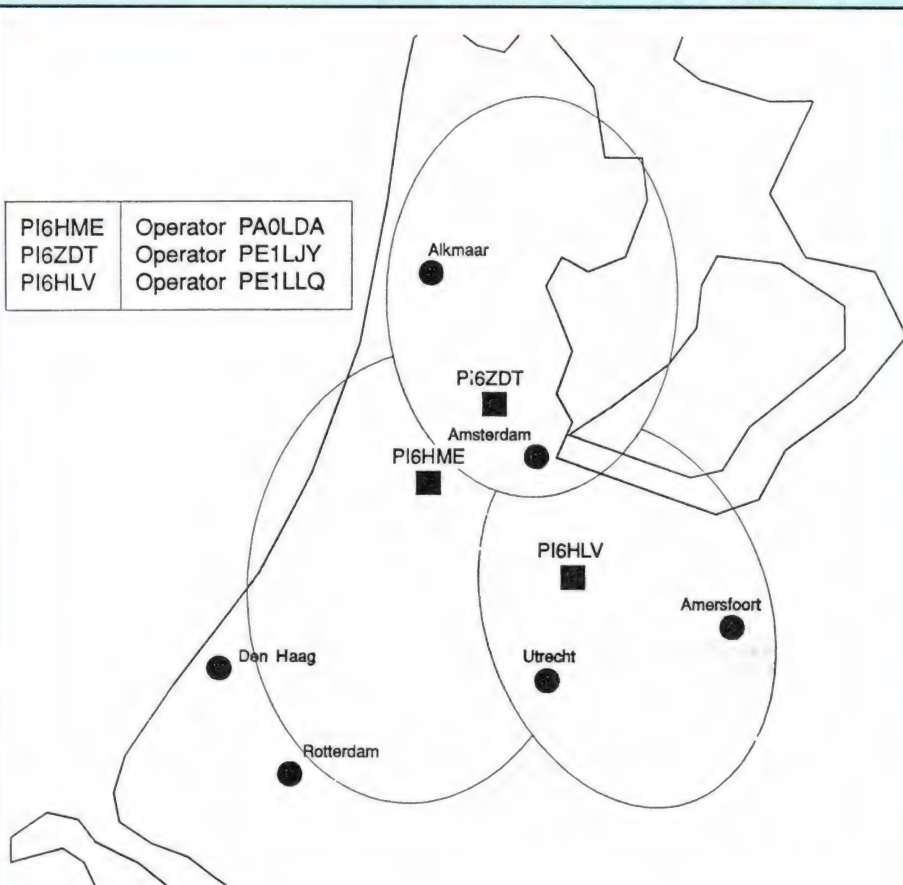 PI6HME Operator PA0LDA
PI6ZDT Operator PE1LJY
PI6HLV Operator PE1LLQ
Alkmaar
PI6ZDT
Amsterdam
PI6HME
PI6HLV
Amersfoort
Den Haag
Utrecht
Rotterdam